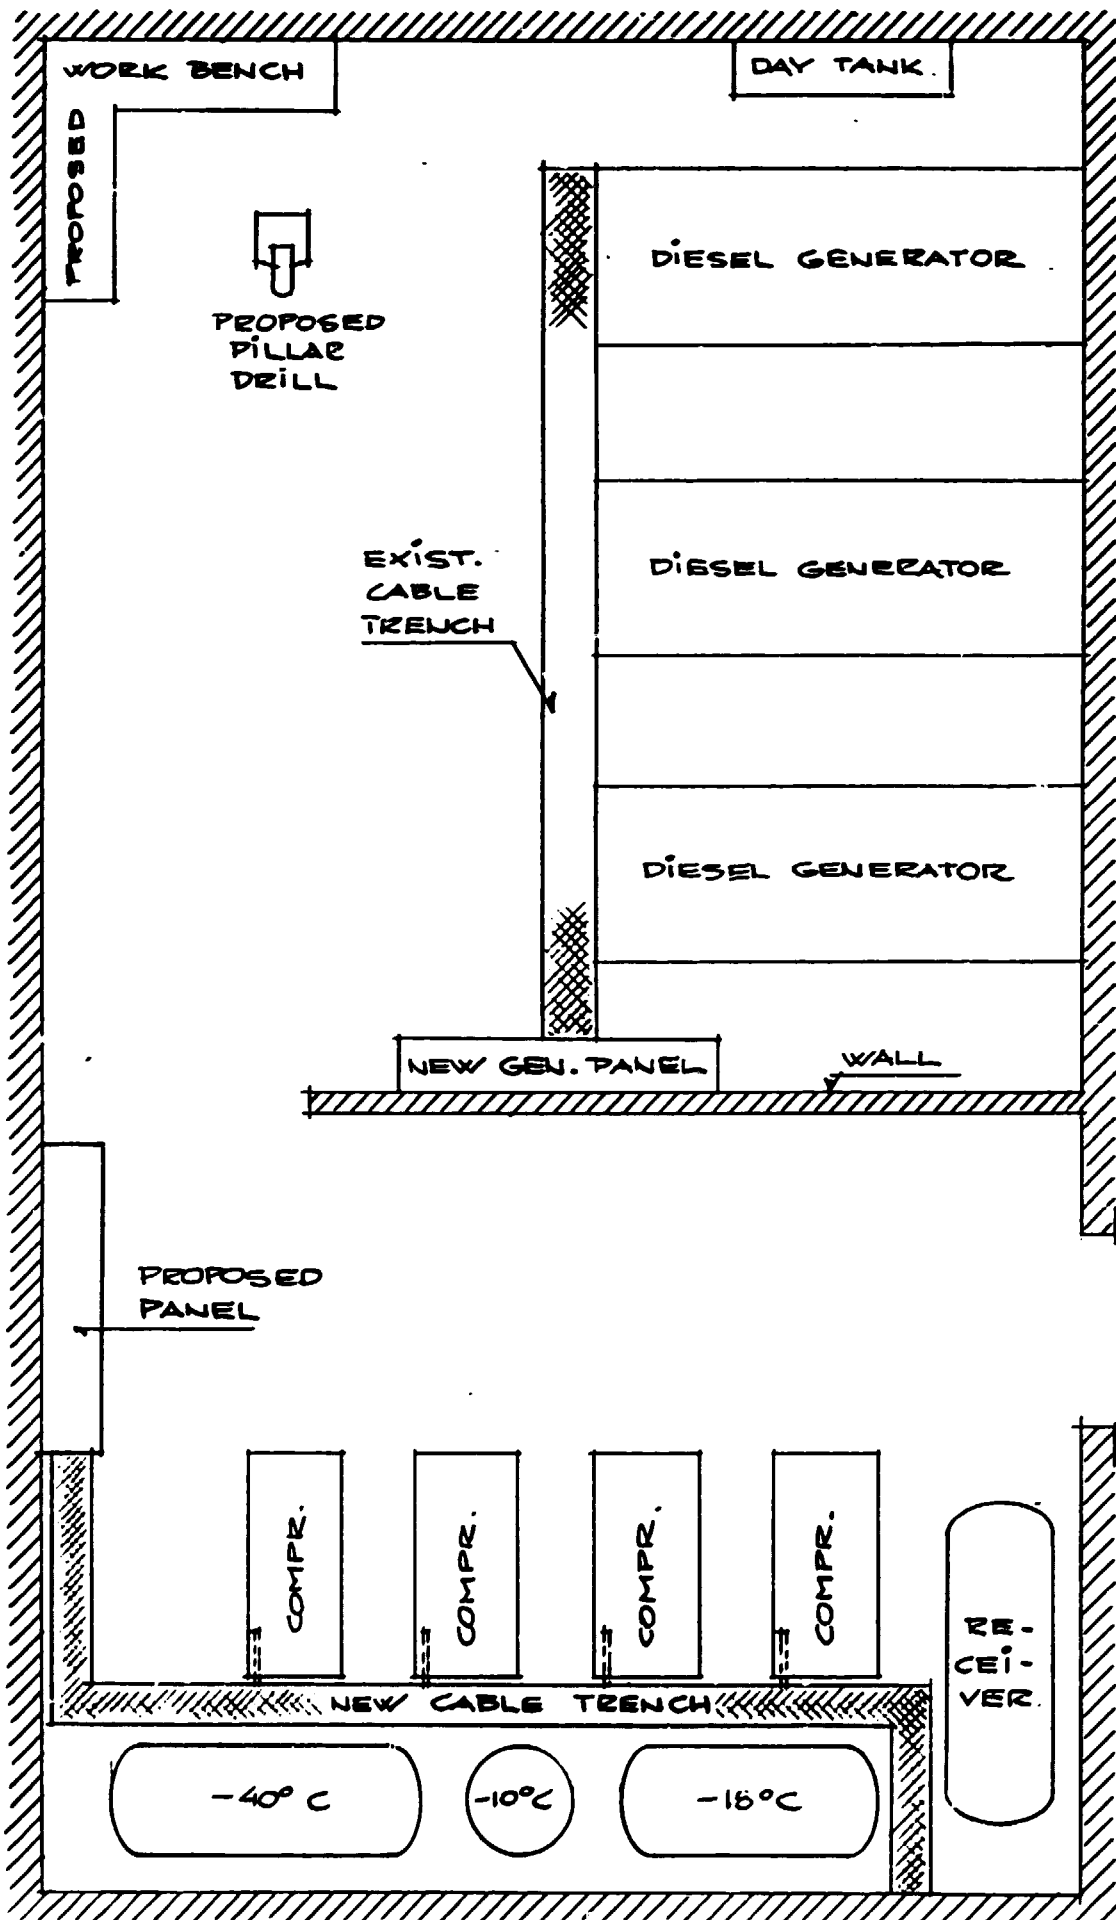 WORK BENCH
PROPOSED
DAY TANK
DiESEL GENERATOR
PROPOSED
PiLLAR
DRiLL
EXiST.
CABLE
TRENCH
DiESEL GENERATOR
DiESEL GENERATOR
NEW GEN. PANEL
WALL
PROPOSED
PANEL
COMPR.
COMPR.
COMPR.
COMPR.
RE-
CEi-
VER
NEW CABLE TRENCH
-40° C
-10°C
-18°C